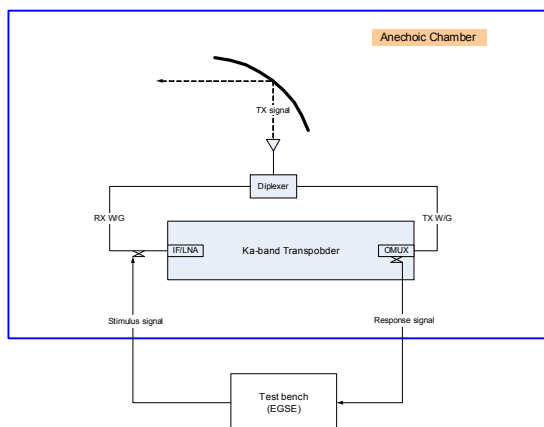 Anechoic Chamber
TX signal
Diplexer
RX W/G
TX W/G
IF/LNA
Ka-band Transpobder
OMUX
Stimulus signal
Response signal
Test bench
(EGSE)